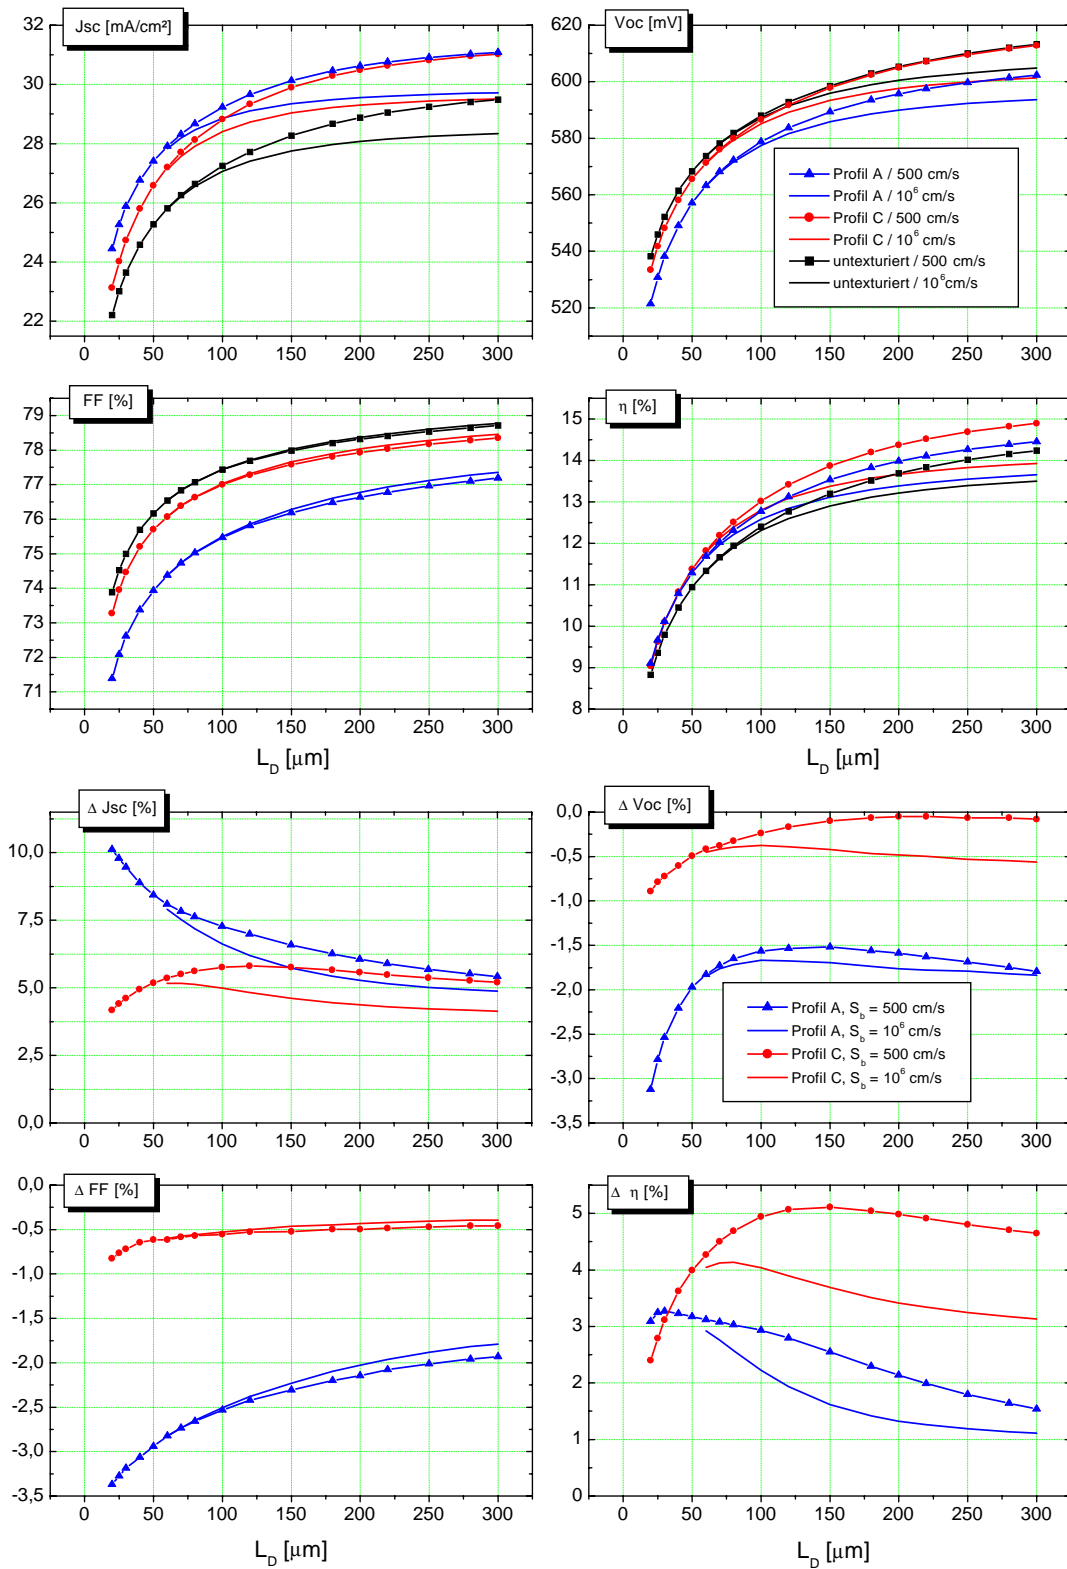 Jsc [mA/cm²]
32
30
28
26
24
22
0 50 100 150 200 250 300
Voc [mV]
620
600
580
560
540
520
0 50 100 150 200 250 300
Profil A / 500 cm/s
Profil A / 10⁶ cm/s
Profil C / 500 cm/s
Profil C / 10⁶ cm/s
untexturiert / 500 cm/s
untexturiert / 10⁶cm/s
FF [%]
79
78
77
76
75
74
73
72
71
0 50 100 150 200 250 300
L_D [μm]
η [%]
15
14
13
12
11
10
9
8
0 50 100 150 200 250 300
L_D [μm]
Δ Jsc [%]
10,0
7,5
5,0
2,5
0,0
0 50 100 150 200 250 300
Δ Voc [%]
0,0
-0,5
-1,0
-1,5
-2,0
-2,5
-3,0
-3,5
0 50 100 150 200 250 300
Profil A, S_b = 500 cm/s
Profil A, S_b = 10⁶ cm/s
Profil C, S_b = 500 cm/s
Profil C, S_b = 10⁶ cm/s
Δ FF [%]
0,0
-0,5
-1,0
-1,5
-2,0
-2,5
-3,0
-3,5
0 50 100 150 200 250 300
L_D [μm]
Δ η [%]
5
4
3
2
1
0
0 50 100 150 200 250 300
L_D [μm]